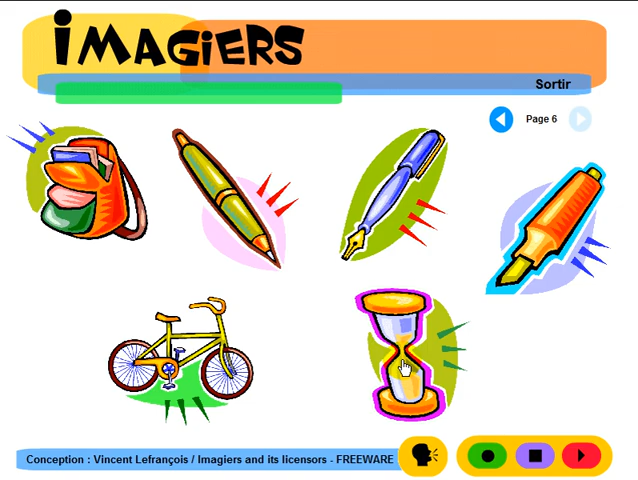 iMAGiERS
Sortir
Page 6
Conception : Vincent Lefrançois / Imagiers and its licensors - FREEWARE